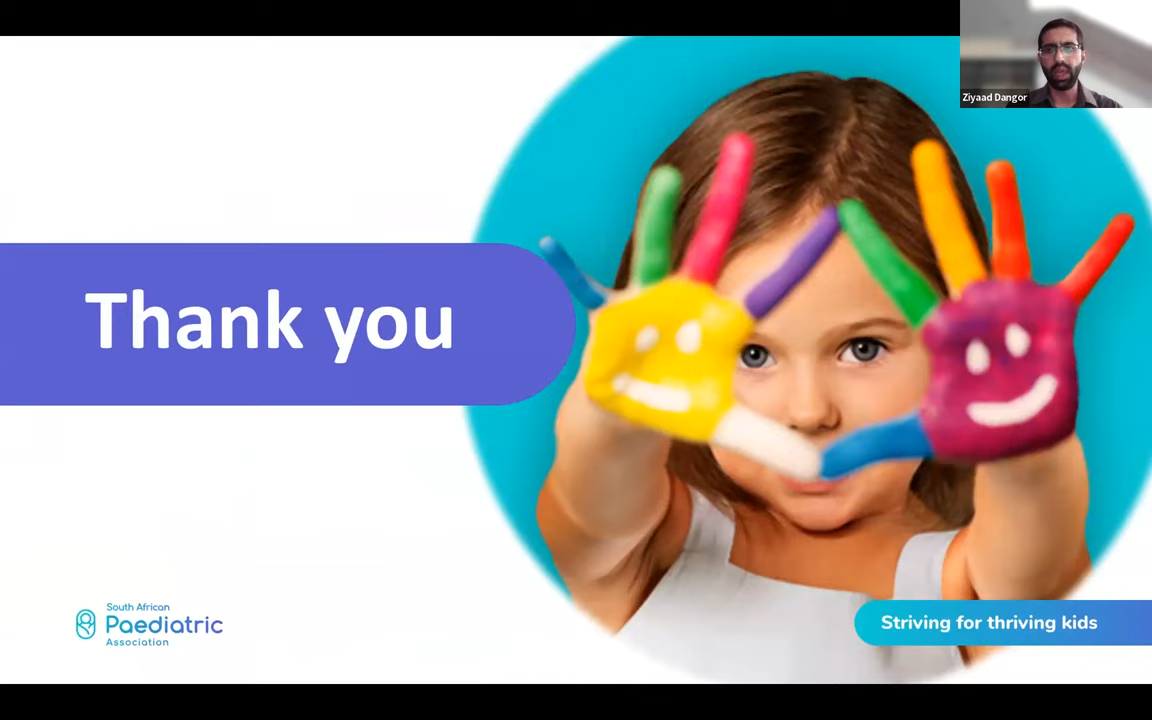 Ziyaad Dangor
Thank you
South African
Paediatric
Association
Striving for thriving kids